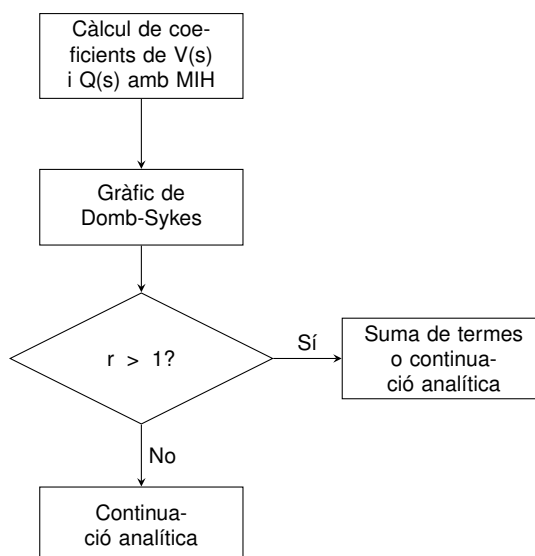 Càlcul de coe-
ficients de V(s)
i Q(s) amb MIH
Gràfic de
Domb-Sykes
r > 1?
Sí
Suma de termes
o continua-
ció analítica
No
Continua-
ció analítica